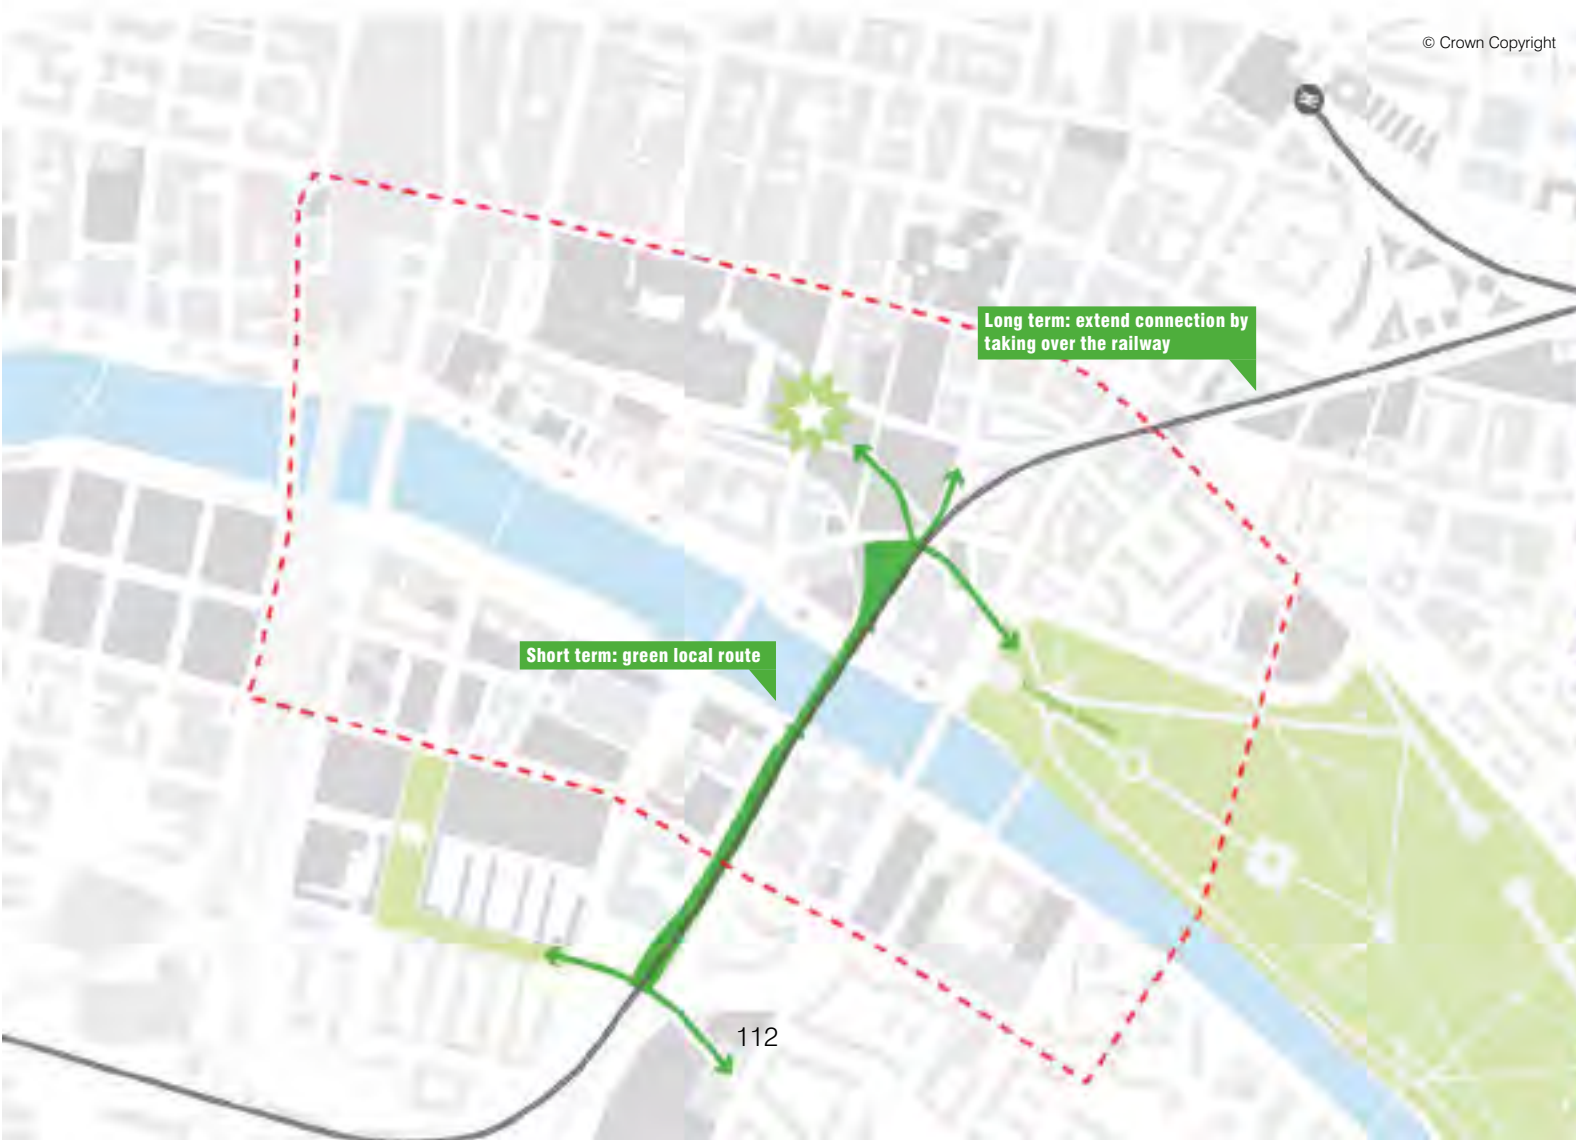 © Crown Copyright
Long term: extend connection by
taking over the railway
Short term: green local route
112